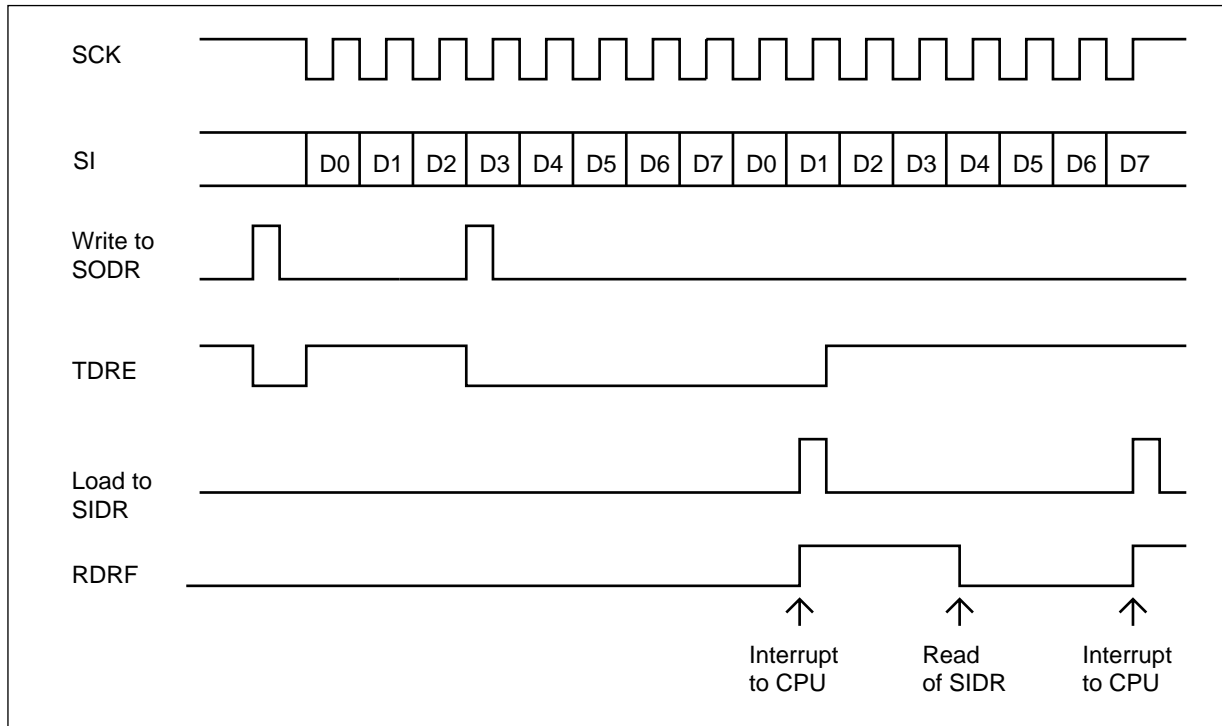 SCK
SI
D0 D1 D2 D3 D4 D5 D6 D7 D0 D1 D2 D3 D4 D5 D6 D7
Write to
SODR
TDRE
Load to
SIDR
RDRF
Interrupt
to CPU
Read
of SIDR
Interrupt
to CPU